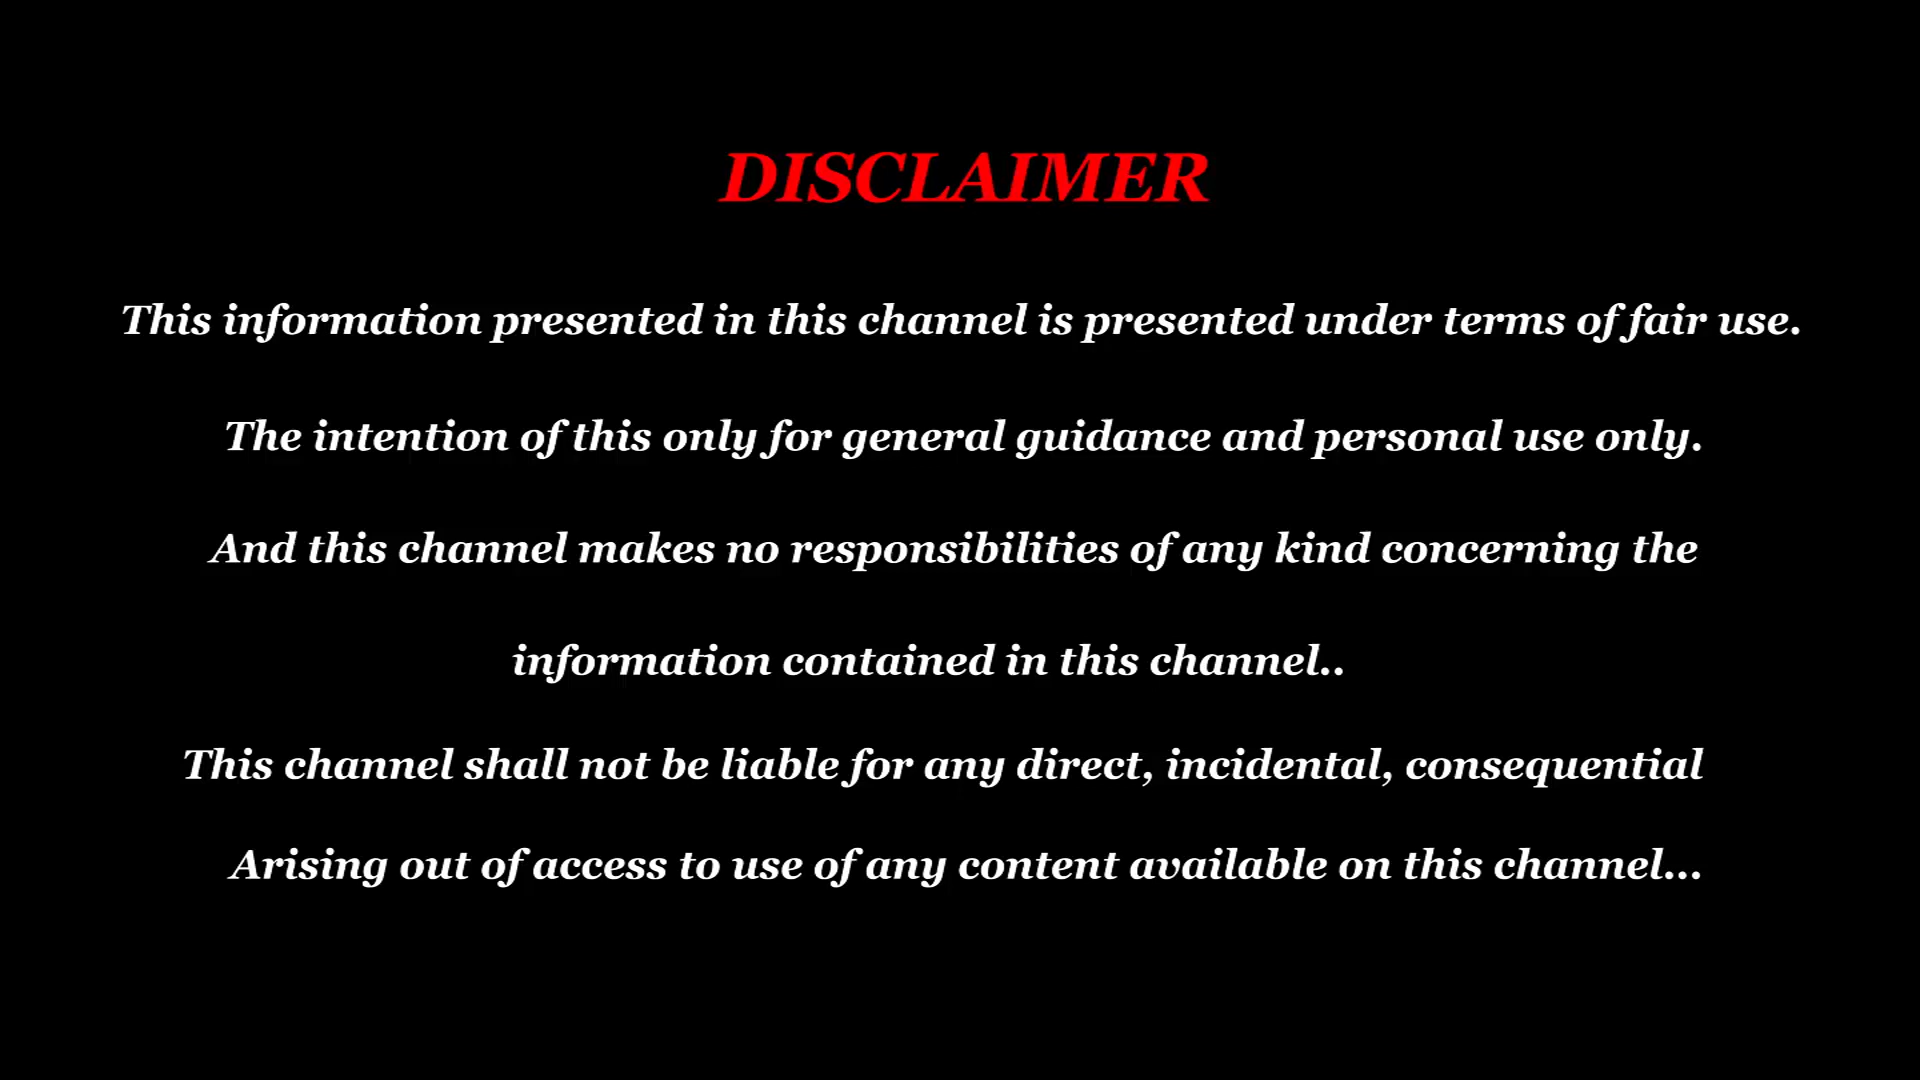 DISCLAIMER
This information presented in this channel is presented under terms of fair use.
The intention of this only for general guidance and personal use only.
And this channel makes no responsibilities of any kind concerning the
information contained in this channel..
This channel shall not be liable for any direct, incidental, consequential
Arising out of access to use of any content available on this channel...